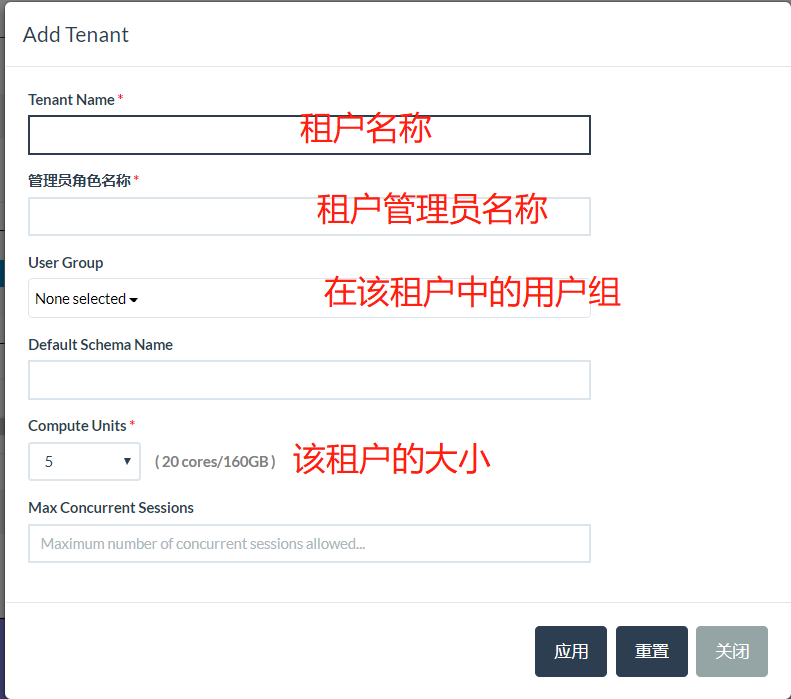 Add Tenant
Tenant Name *
租户名称
管理员角色名称 *
租户管理员名称
User Group
None selected
在该租户中的用户组
Default Schema Name
Compute Units *
5 ( 20 cores/160GB ) 该租户的大小
Max Concurrent Sessions
Maximum number of concurrent sessions allowed...
应用 重置 关闭